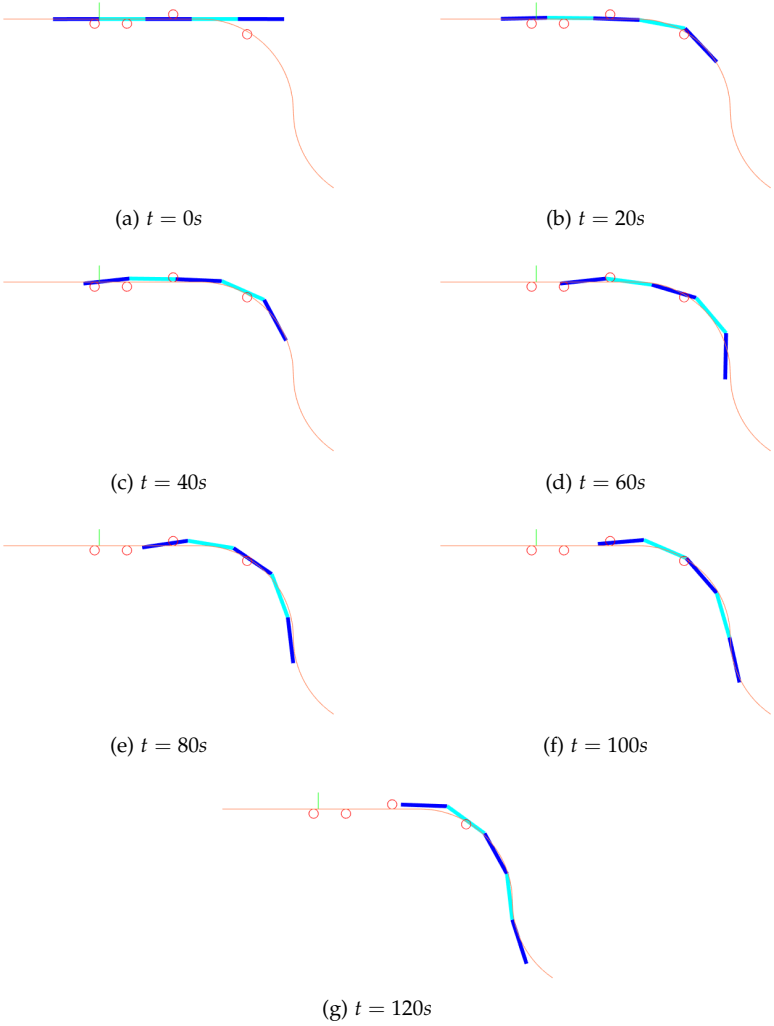 (a) t = 0s
(b) t = 20s
(c) t = 40s
(d) t = 60s
(e) t = 80s
(f) t = 100s
(g) t = 120s